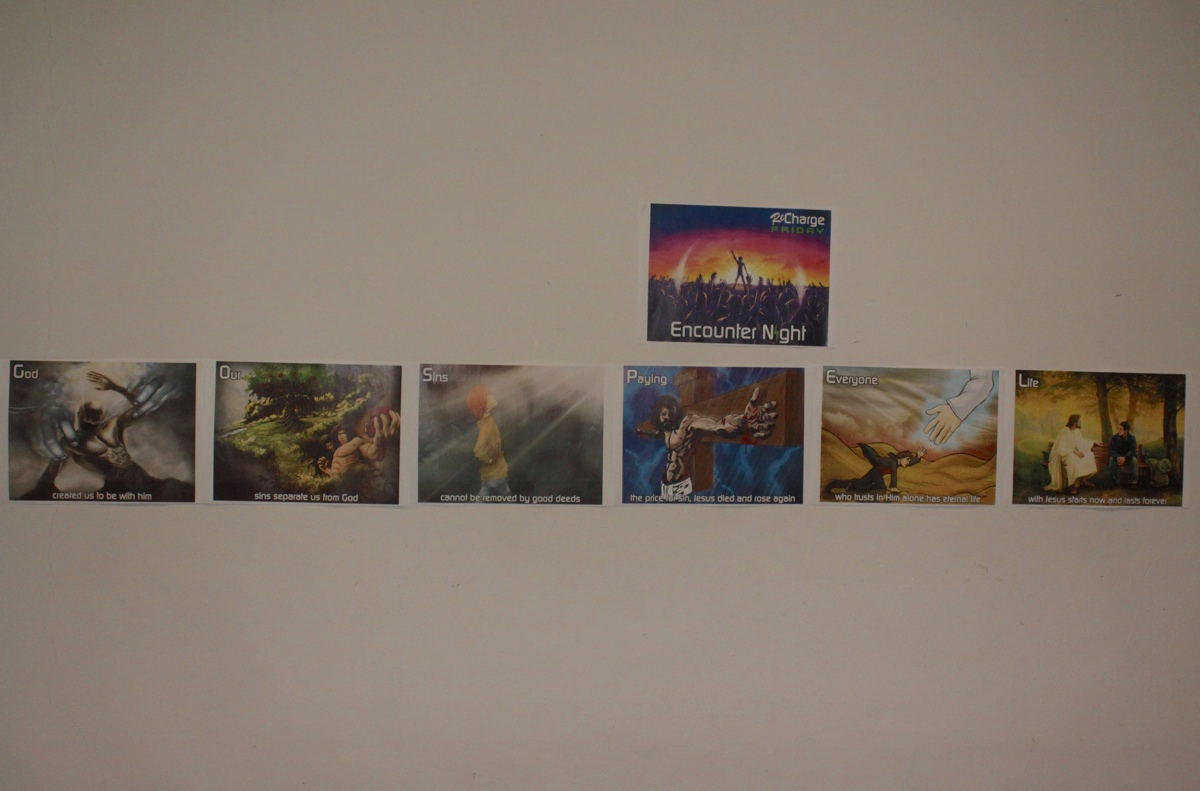 ReCharge
FRIDAY
Encounter Night
God
created us to be with him
Our
sins separate us from God
Sins
cannot be removed by good deeds
Paying
the price for sin, Jesus died and rose again
Everyone
who trusts in Him alone has eternal life
Life
with Jesus starts now and lasts forever